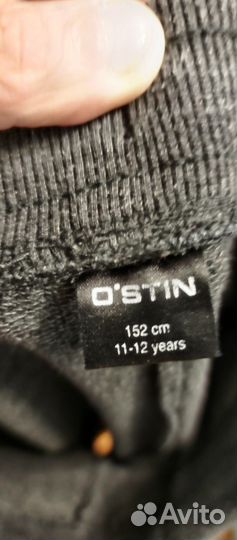 O'STIN
152 cm
11-12 years
Avito